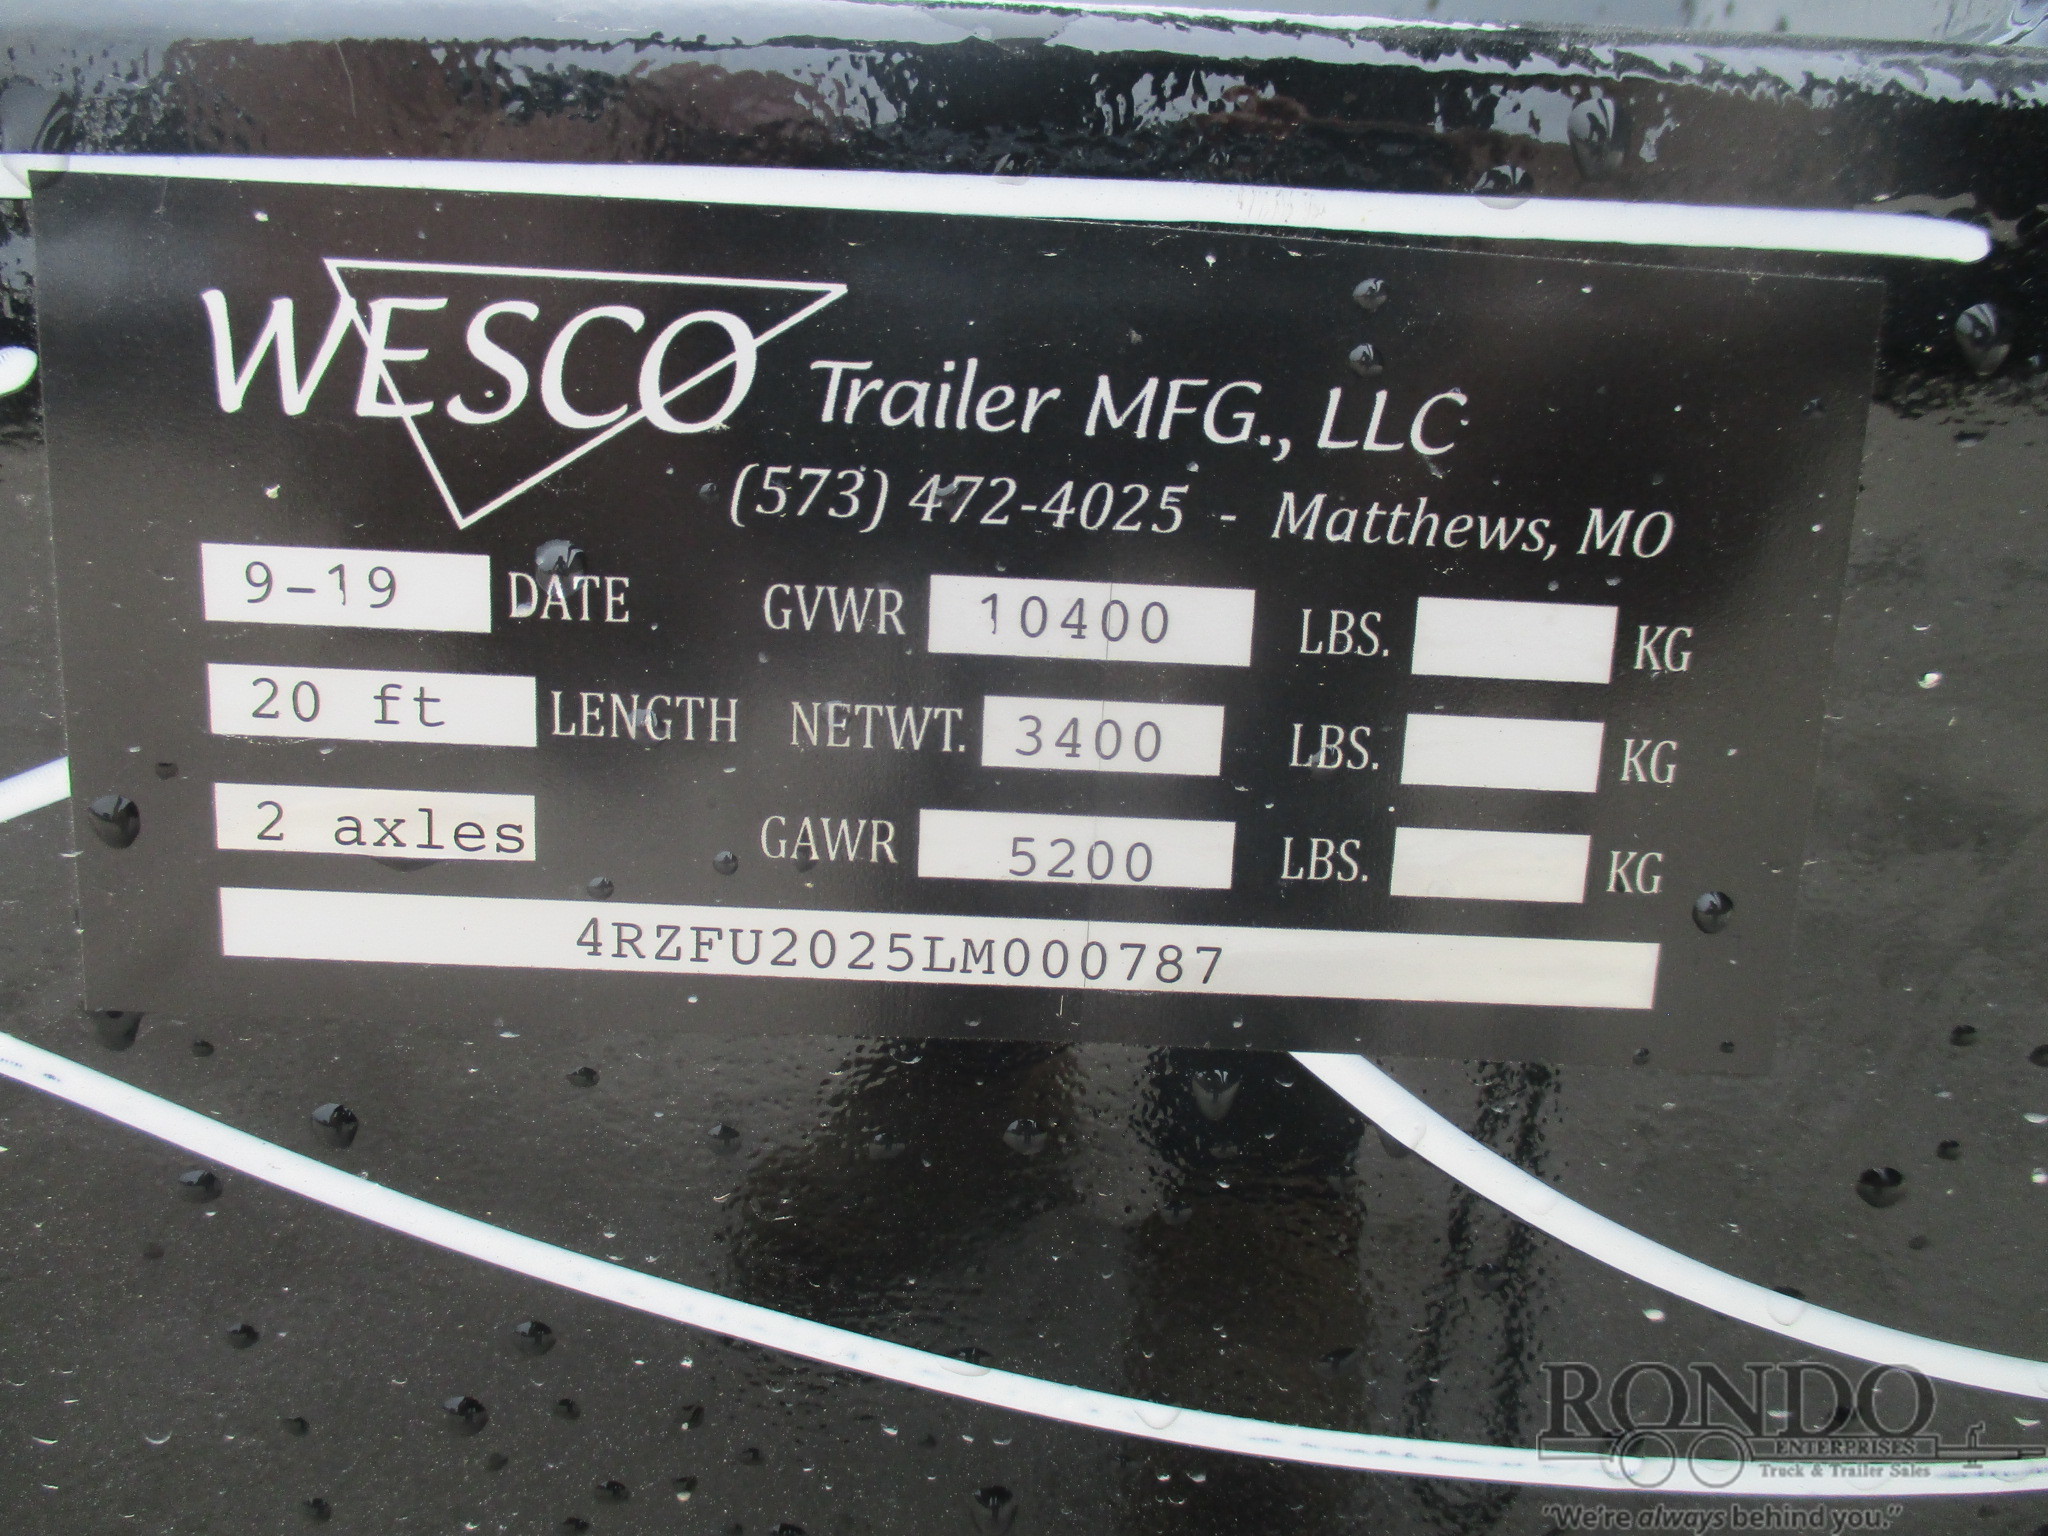 WESCO Trailer MFG., LLC
(573) 472-4025 - Matthews, MO
9-19 DATE GVWR 10400 LBS. KG
20 ft LENGTH NETWT. 3400 LBS. KG
2 axles GAWR 5200 LBS. KG
4RZFU2025LM000787
RONDO
ENTERPRISES
Truck & Trailer Sales
"We're always behind you."